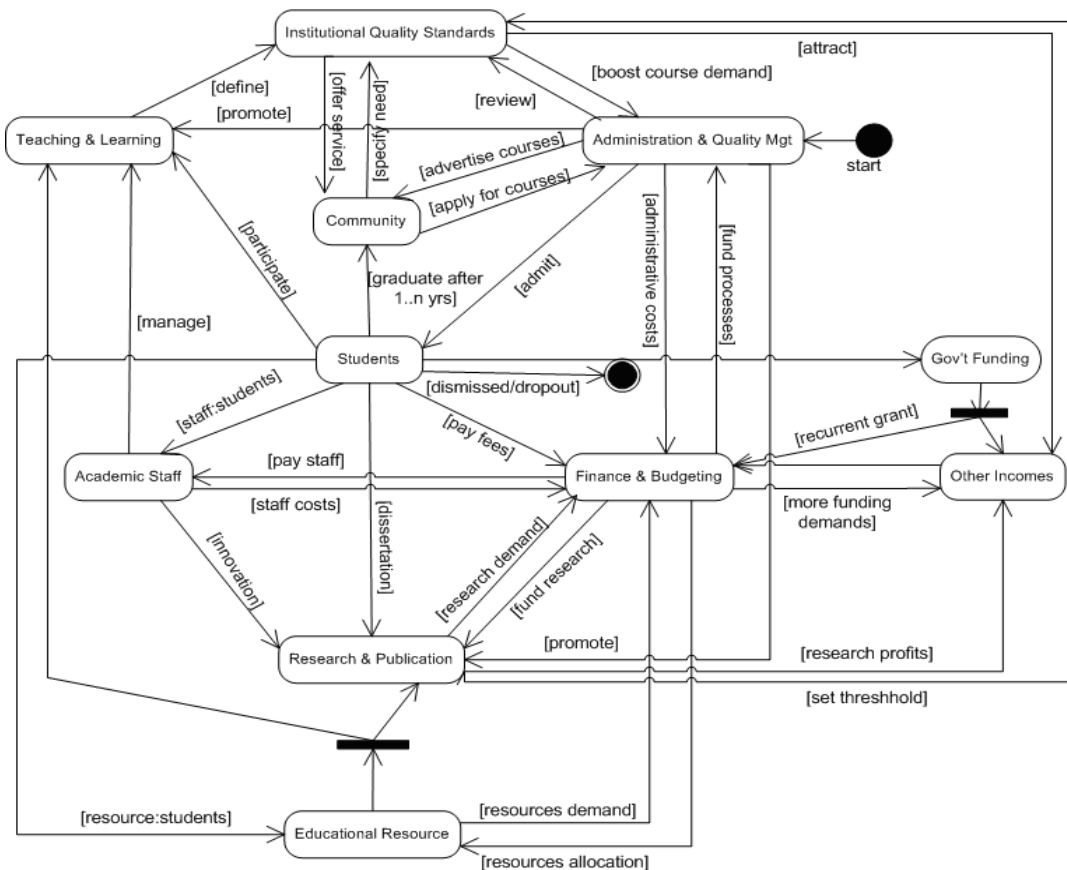 Institutional Quality Standards
[attract]
[boost course demand]
[define]
[offer service]
[specify need]
[review]
[promote]
Teaching & Learning
Administration & Quality Mgt
start
[advertise courses]
[apply for courses]
Community
[participate]
[graduate after
1..n yrs]
[admit]
[administrative costs]
[fund processes]
[manage]
Students
Gov't Funding
[dismissed/dropout]
[staff:students]
[pay fees]
[recurrent grant]
Academic Staff
[pay staff]
Finance & Budgeting
Other Incomes
[staff costs]
[more funding
demands]
[innovation]
[dissertation]
[research demand]
[fund research]
Research & Publication
[promote]
[research profits]
[set threshhold]
[resource:students]
[resources demand]
Educational Resource
[resources allocation]